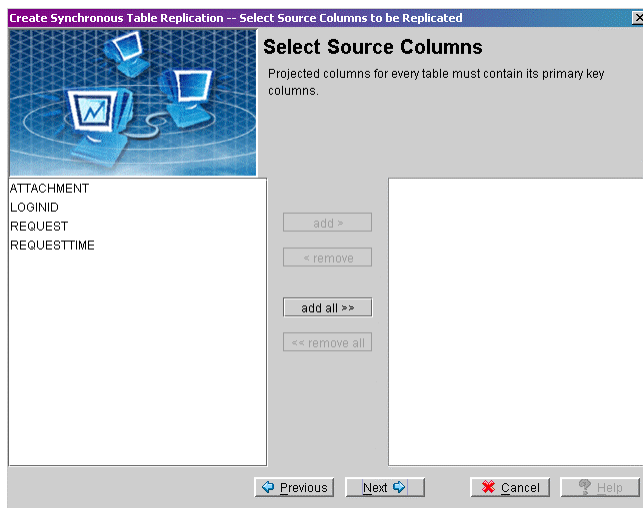 Create Synchronous Table Replication -- Select Source Columns to be Replicated
Select Source Columns
Projected columns for every table must contain its primary key
columns.
ATTACHMENT
LOGINID
REQUEST
REQUESTTIME
add >
< remove
add all >>
<< remove all
Previous
Next
Cancel
Help